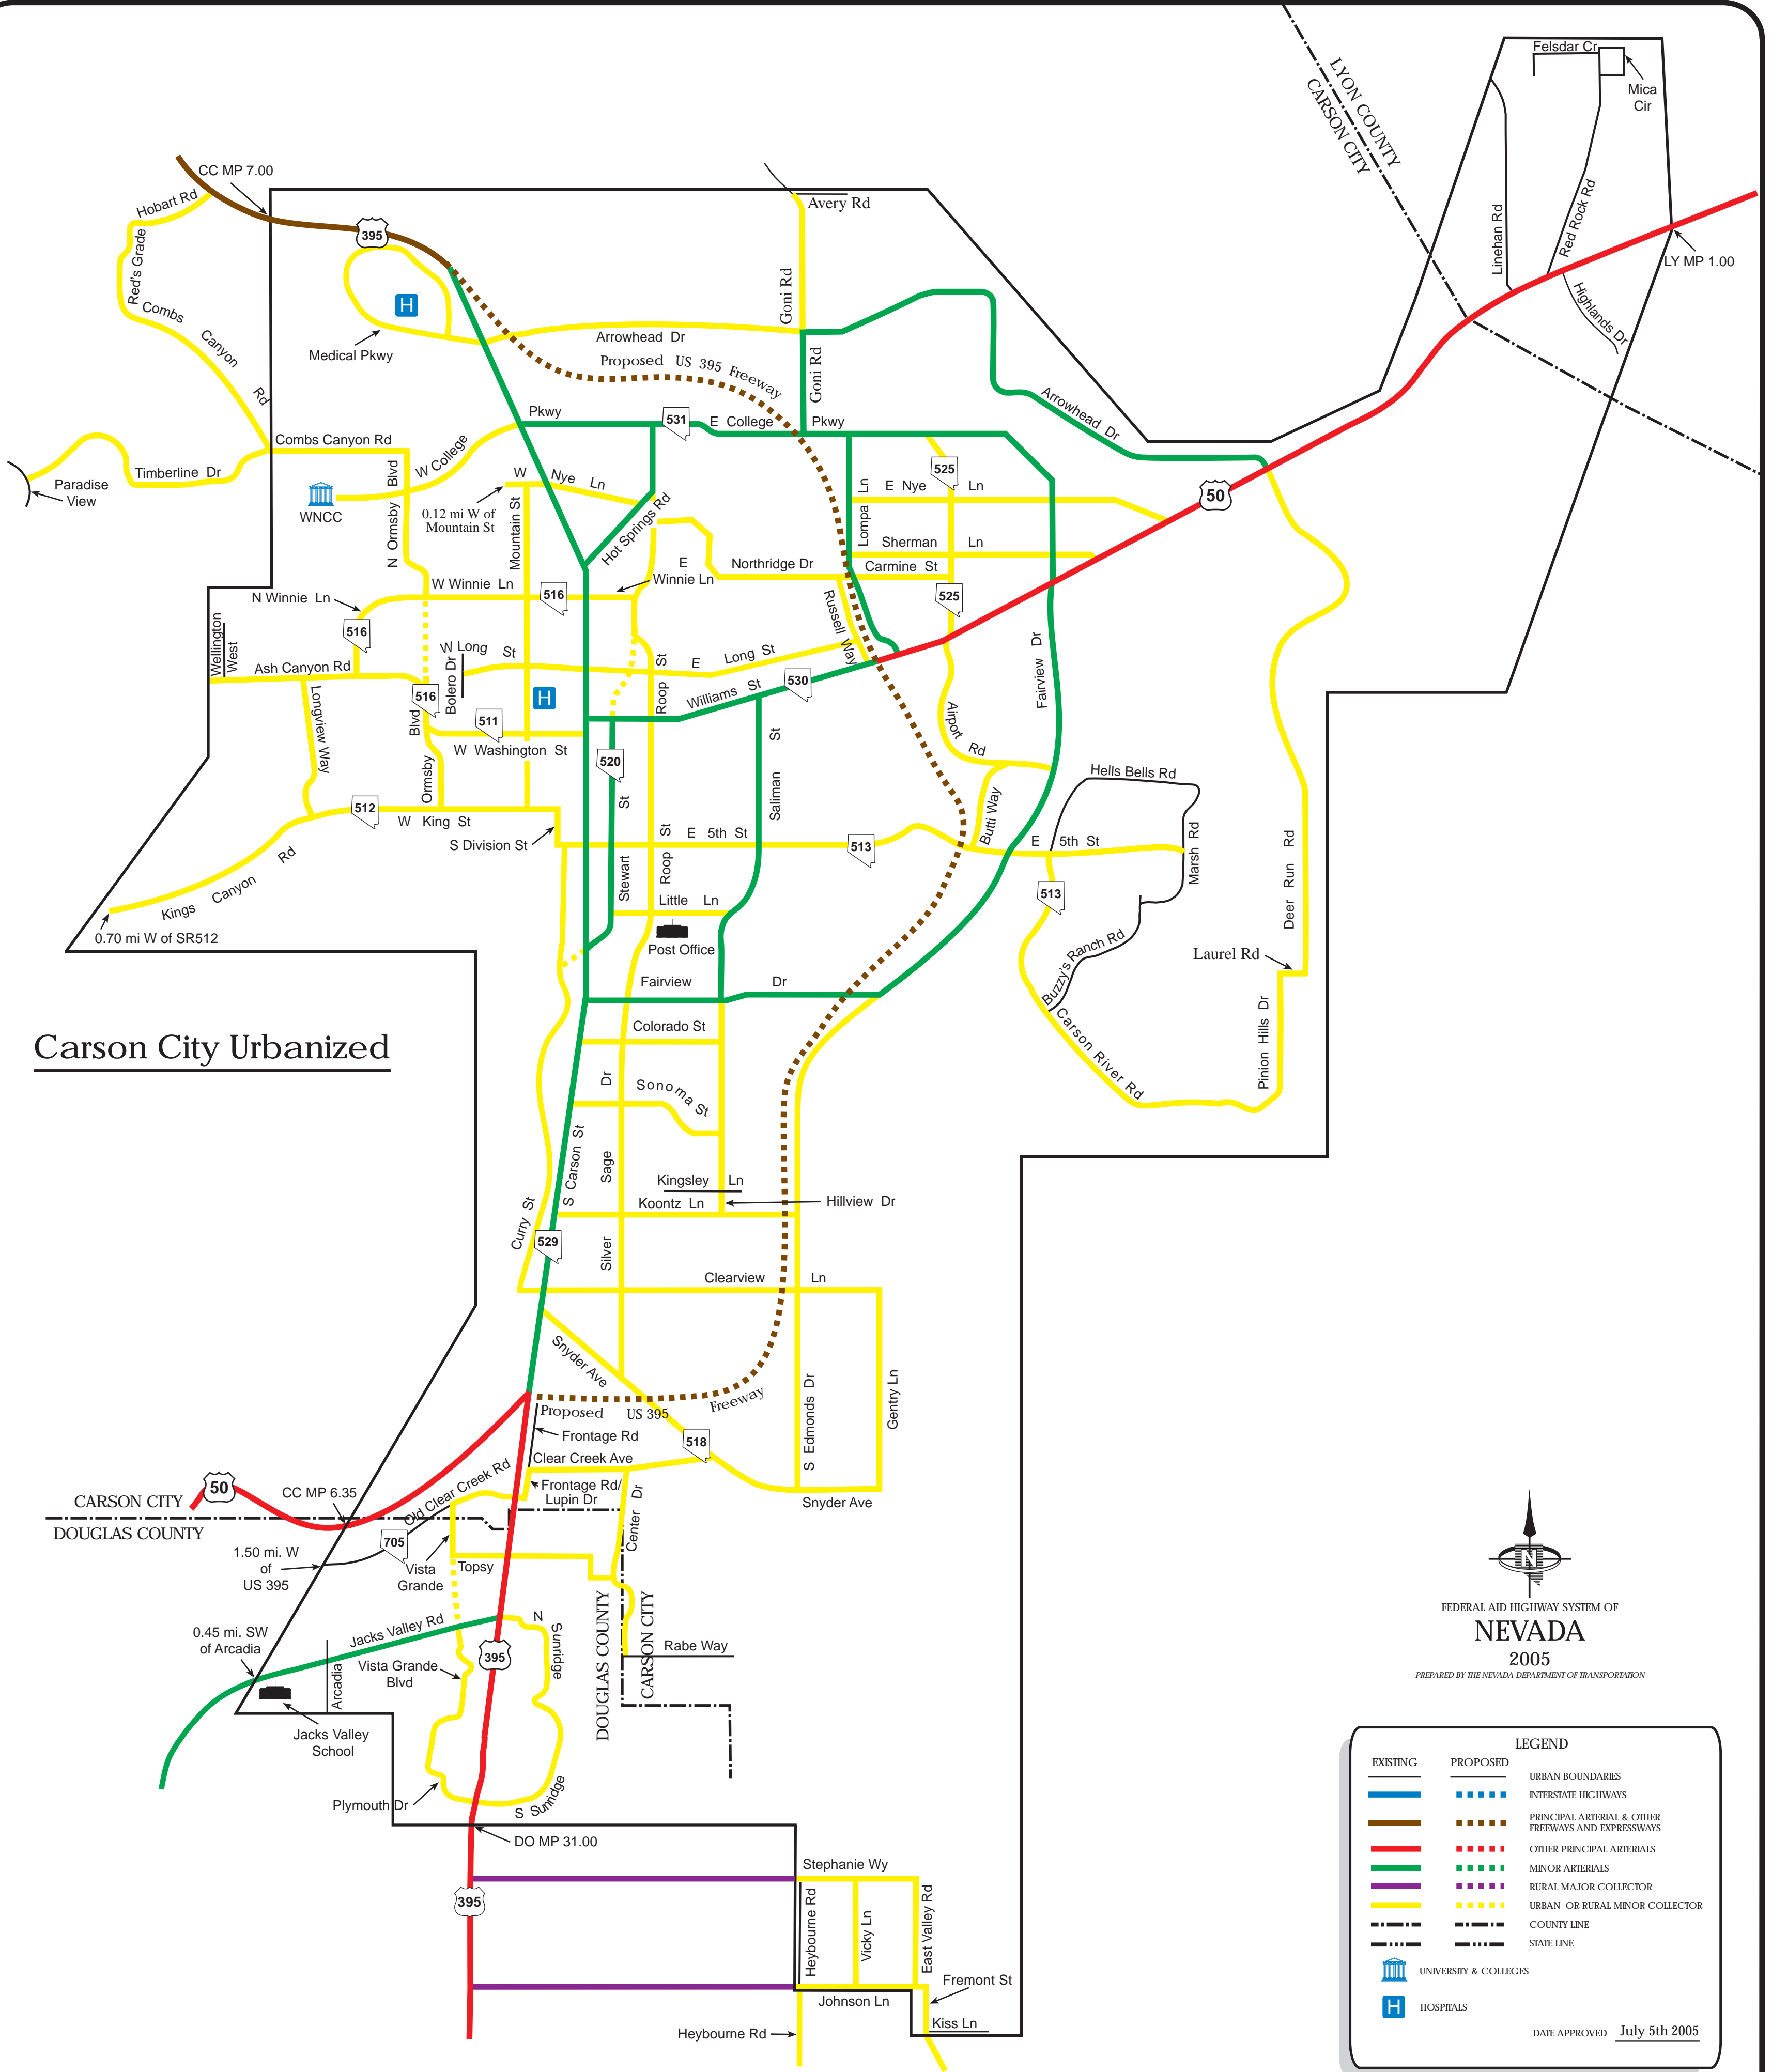 Felsdar Cr
Mica
Cir
LYON COUNTY
CARSON CITY
Linehan Rd
Red Rock Rd
LY MP 1.00
Highlands Dr
CC MP 7.00
Hobart Rd
395
Avery Rd
Red's Grade
Goni Rd
Combs
Canyon
Rd
Medical Pkwy
Arrowhead Dr
Proposed US 395 Freeway
Goni Rd
Arrowhead Dr
Pkwy
531
E College
Pkwy
Combs Canyon Rd
W College
Timberline Dr
Paradise
View
WNCC
N Ormsby Blvd
0.12 mi W of
Mountain St
W Nye Ln
Mountain St
Hot Springs Rd
525
Lompa Ln
E Nye Ln
50
Sherman Ln
Carmine St
E
Winnie Ln
Northridge Dr
W Winnie Ln
N Winnie Ln
516
516
525
Russell Way
Wellington
West
Ash Canyon Rd
W Long St
Bolero Dr
E Long St
Roop St
Williams St
530
Fairview Dr
Longview Way
516
Blvd
511
W Washington St
Airport Rd
Ormsby
520
St
Saliman St
Hells Bells Rd
Butti Way
512
W King St
S Division St
Stewart
Roop St
E 5th St
513
E 5th St
Marsh Rd
Deer Run Rd
Kings Canyon Rd
0.70 mi W of SR512
Little Ln
Post Office
513
Buzzy's Ranch Rd
Laurel Rd
Fairview Dr
Colorado St
Carson River Rd
Pinion Hills Dr
Carson City Urbanized
Dr
Sonoma St
S Carson St
Sage
Kingsley Ln
Koontz Ln
Hillview Dr
Curry St
529
Silver
Clearview Ln
Snyder Ave
Proposed US 395 Freeway
Frontage Rd
518
S Edmonds Dr
Gentry Ln
Clear Creek Ave
Old Clear Creek Rd
Frontage Rd/
Lupin Dr
Snyder Ave
50
CC MP 6.35
CARSON CITY
DOUGLAS COUNTY
Center Dr
705
1.50 mi. W
of
US 395
Vista
Grande
Topsy
0.45 mi. SW
of Arcadia
Jacks Valley Rd
N Sunridge
395
DOUGLAS COUNTY
CARSON CITY
Rabe Way
Arcadia
Vista Grande
Blvd
Jacks Valley
School
Plymouth Dr
S Sunridge
DO MP 31.00
395
Stephanie Wy
Heybourne Rd
Vicky Ln
East Valley Rd
Fremont St
Johnson Ln
Kiss Ln
Heybourne Rd
N
FEDERAL AID HIGHWAY SYSTEM OF
NEVADA
2005
PREPARED BY THE NEVADA DEPARTMENT OF TRANSPORTATION
LEGEND
EXISTING PROPOSED
URBAN BOUNDARIES
INTERSTATE HIGHWAYS
PRINCIPAL ARTERIAL & OTHER
FREEWAYS AND EXPRESSWAYS
OTHER PRINCIPAL ARTERIALS
MINOR ARTERIALS
RURAL MAJOR COLLECTOR
URBAN OR RURAL MINOR COLLECTOR
COUNTY LINE
STATE LINE
UNIVERSITY & COLLEGES
H HOSPITALS
DATE APPROVED July 5th 2005
H
H